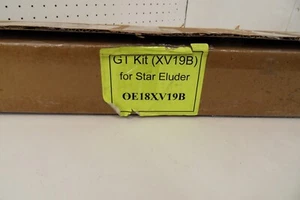 GT Kit (XV19B)
for Star Eluder
OE18XV19B